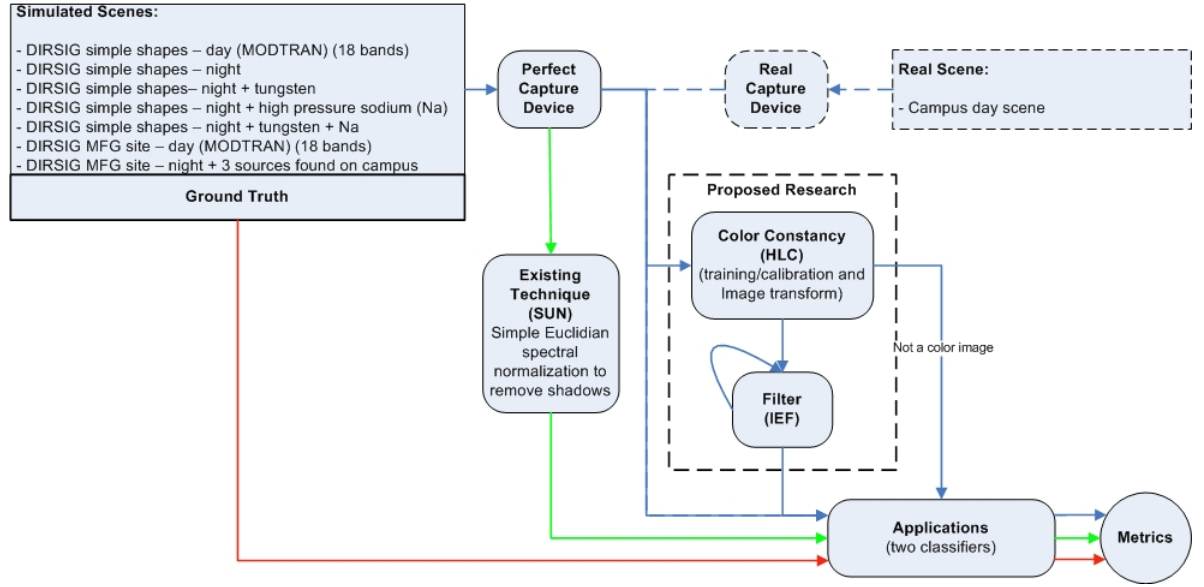 Simulated Scenes:
- DIRSIG simple shapes – day (MODTRAN) (18 bands)
- DIRSIG simple shapes – night
- DIRSIG simple shapes– night + tungsten
- DIRSIG simple shapes – night + high pressure sodium (Na)
- DIRSIG simple shapes – night + tungsten + Na
- DIRSIG MFG site – day (MODTRAN) (18 bands)
- DIRSIG MFG site – night + 3 sources found on campus
Ground Truth
Perfect
Capture
Device
Real
Capture
Device
Real Scene:
- Campus day scene
Existing
Technique
(SUN)
Simple Euclidian
spectral
normalization to
remove shadows
Proposed Research
Color Constancy
(HLC)
(training/calibration and
Image transform)
Not a color image
Filter
(IEF)
Applications
(two classifiers)
Metrics